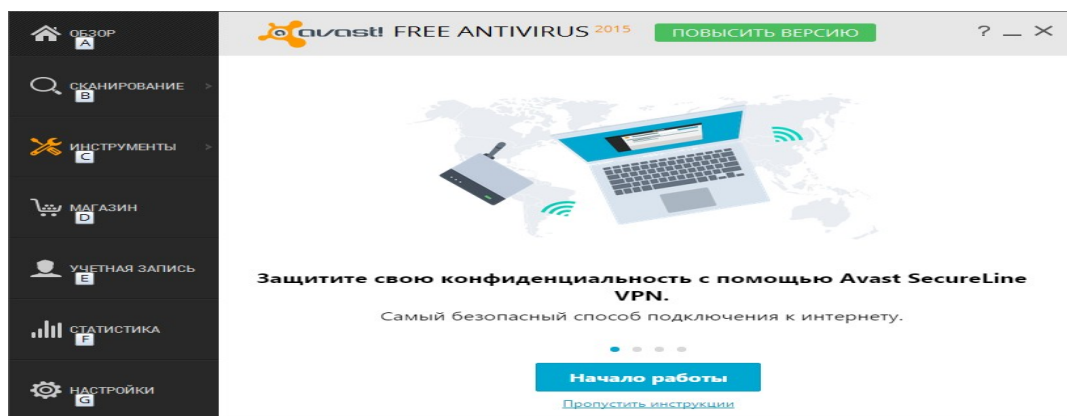 ОБЗОР
A
СКАНИРОВАНИЕ >
B
ИНСТРУМЕНТЫ >
C
МАГАЗИН
D
УЧЕТНАЯ ЗАПИСЬ
E
СТАТИСТИКА
F
НАСТРОЙКИ
G
avast! FREE ANTIVIRUS 2015 ПОВЫСИТЬ ВЕРСИЮ ? _ ×
Защитите свою конфиденциальность с помощью Avast SecureLine
VPN.
Самый безопасный способ подключения к интернету.
Начало работы
Пропустить инструкции